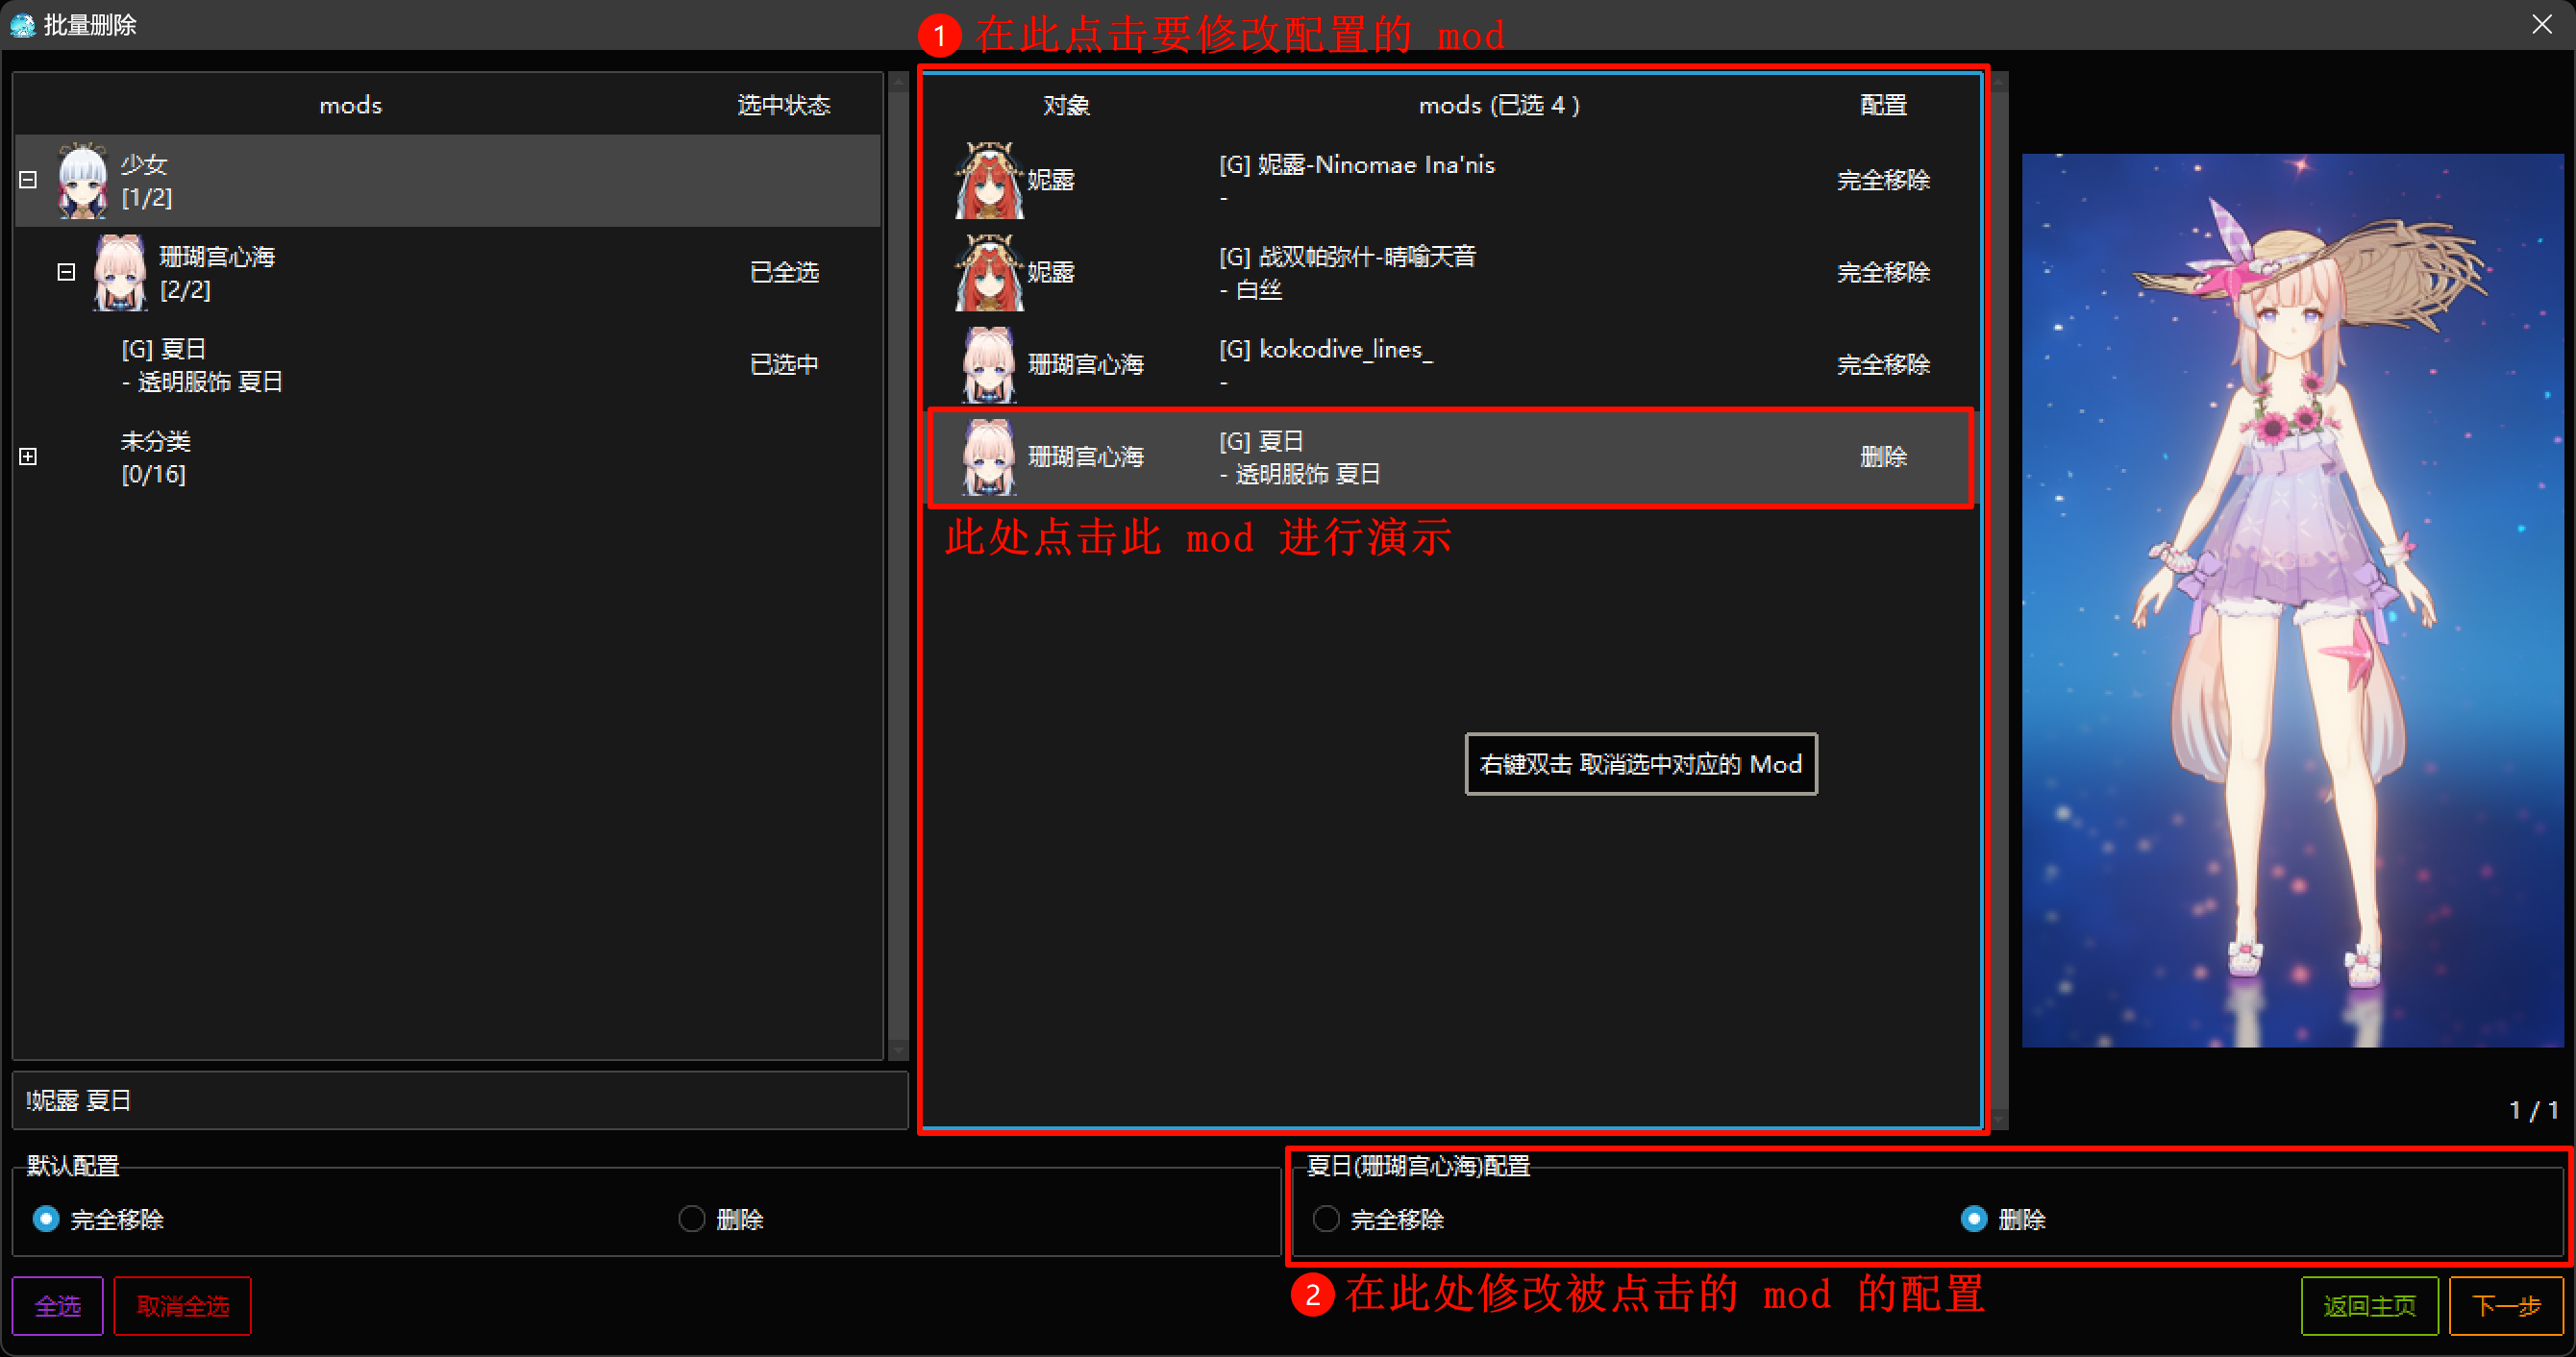 批量删除
1 在此点击要修改配置的 mod
mods 选中状态
少女
[1/2]
珊瑚宫心海
[2/2]
已全选
[G] 夏日
- 透明服饰 夏日
已选中
未分类
[0/16]
对象 mods (已选 4 ) 配置
妮露
[G] 妮露-Ninomae Ina'nis
-
完全移除
妮露
[G] 战双帕弥什-晴喻天音
- 白丝
完全移除
珊瑚宫心海
[G] kokodive_lines_
-
完全移除
珊瑚宫心海
[G] 夏日
- 透明服饰 夏日
删除
此处点击此 mod 进行演示
右键双击 取消选中对应的 Mod
!妮露 夏日
1 / 1
默认配置
完全移除 删除
夏日(珊瑚宫心海)配置
完全移除 删除
2 在此处修改被点击的 mod 的配置
全选 取消全选 返回主页 下一步